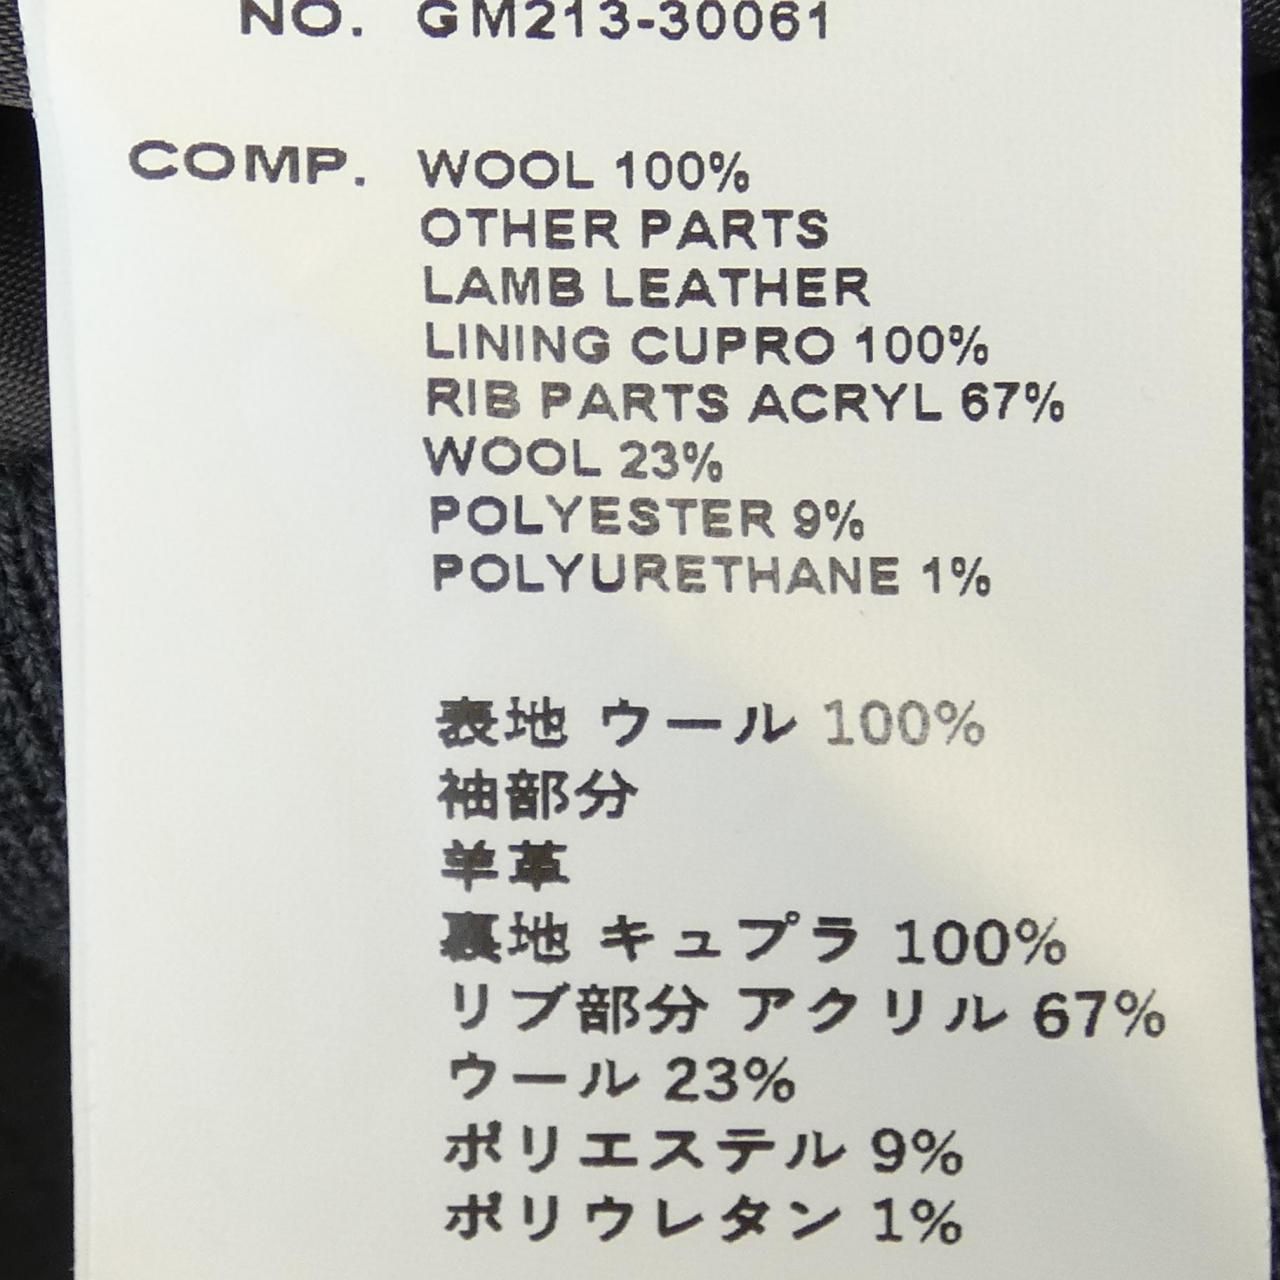 NO. GM213-30061
COMP. WOOL 100%
OTHER PARTS
LAMB LEATHER
LINING CUPRO 100%
RIB PARTS ACRYL 67%
WOOL 23%
POLYESTER 9%
POLYURETHANE 1%
表地 ウール 100%
袖部分
羊革
裏地 キュプラ 100%
リブ部分 アクリル 67%
ウール 23%
ポリエステル 9%
ポリウレタン 1%